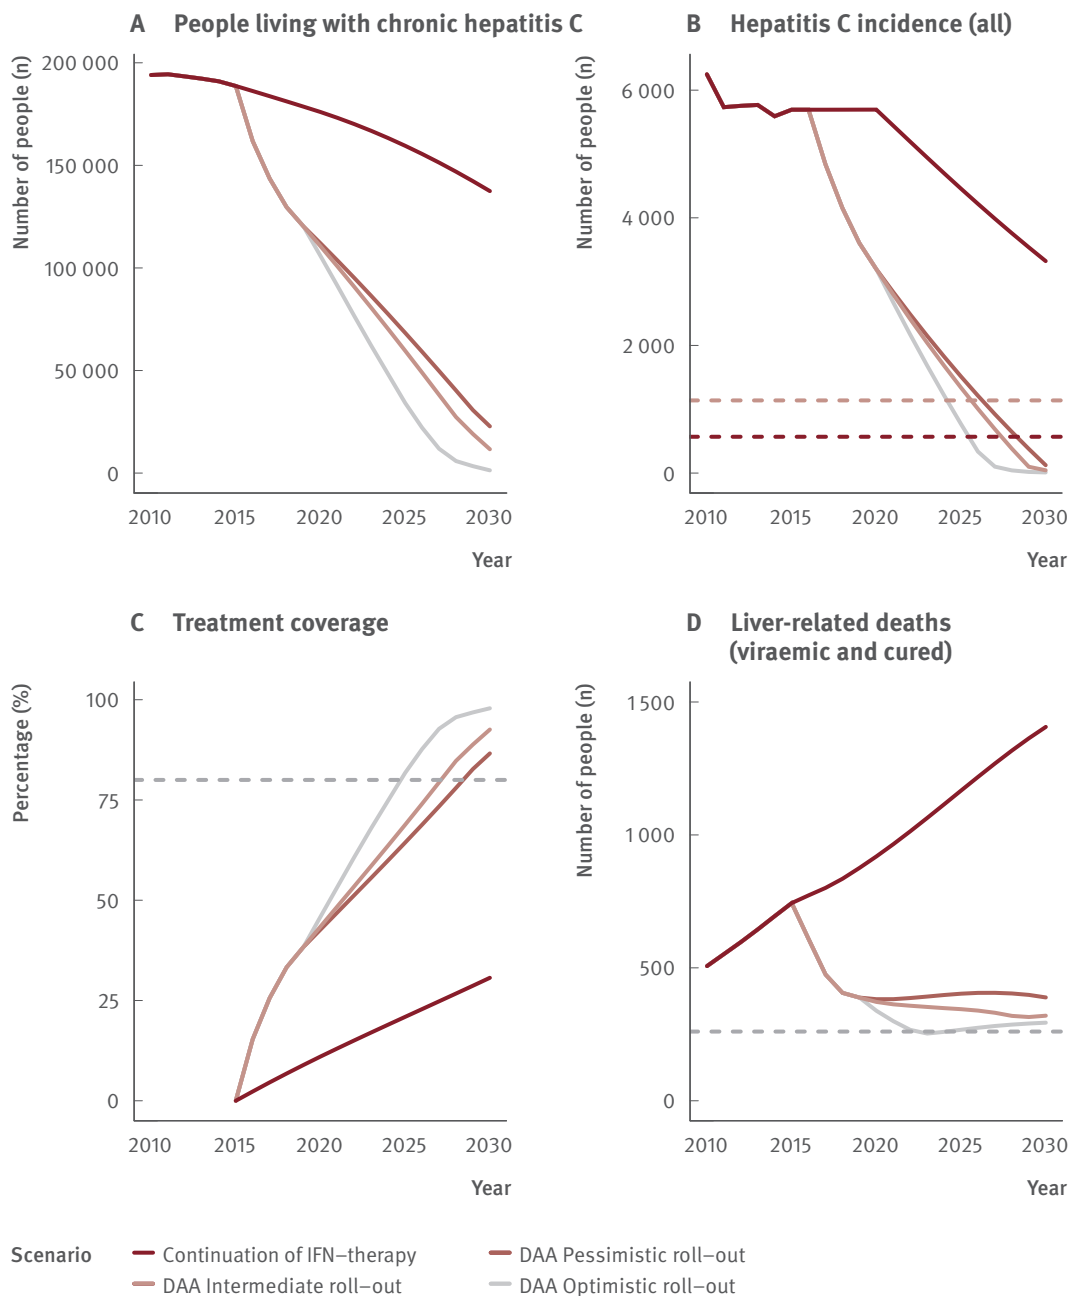 A People living with chronic hepatitis C
Number of people (n)
200 000
150 000
100 000
50 000
0
2010 2015 2020 2025 2030
Year
B Hepatitis C incidence (all)
Number of people (n)
6 000
4 000
2 000
0
2010 2015 2020 2025 2030
Year
C Treatment coverage
Percentage (%)
100
75
50
25
0
2010 2015 2020 2025 2030
Year
D Liver-related deaths
(viraemic and cured)
Number of people (n)
1 500
1 000
500
0
2010 2015 2020 2025 2030
Year
Scenario
Continuation of IFN–therapy
DAA Pessimistic roll–out
DAA Intermediate roll–out
DAA Optimistic roll–out